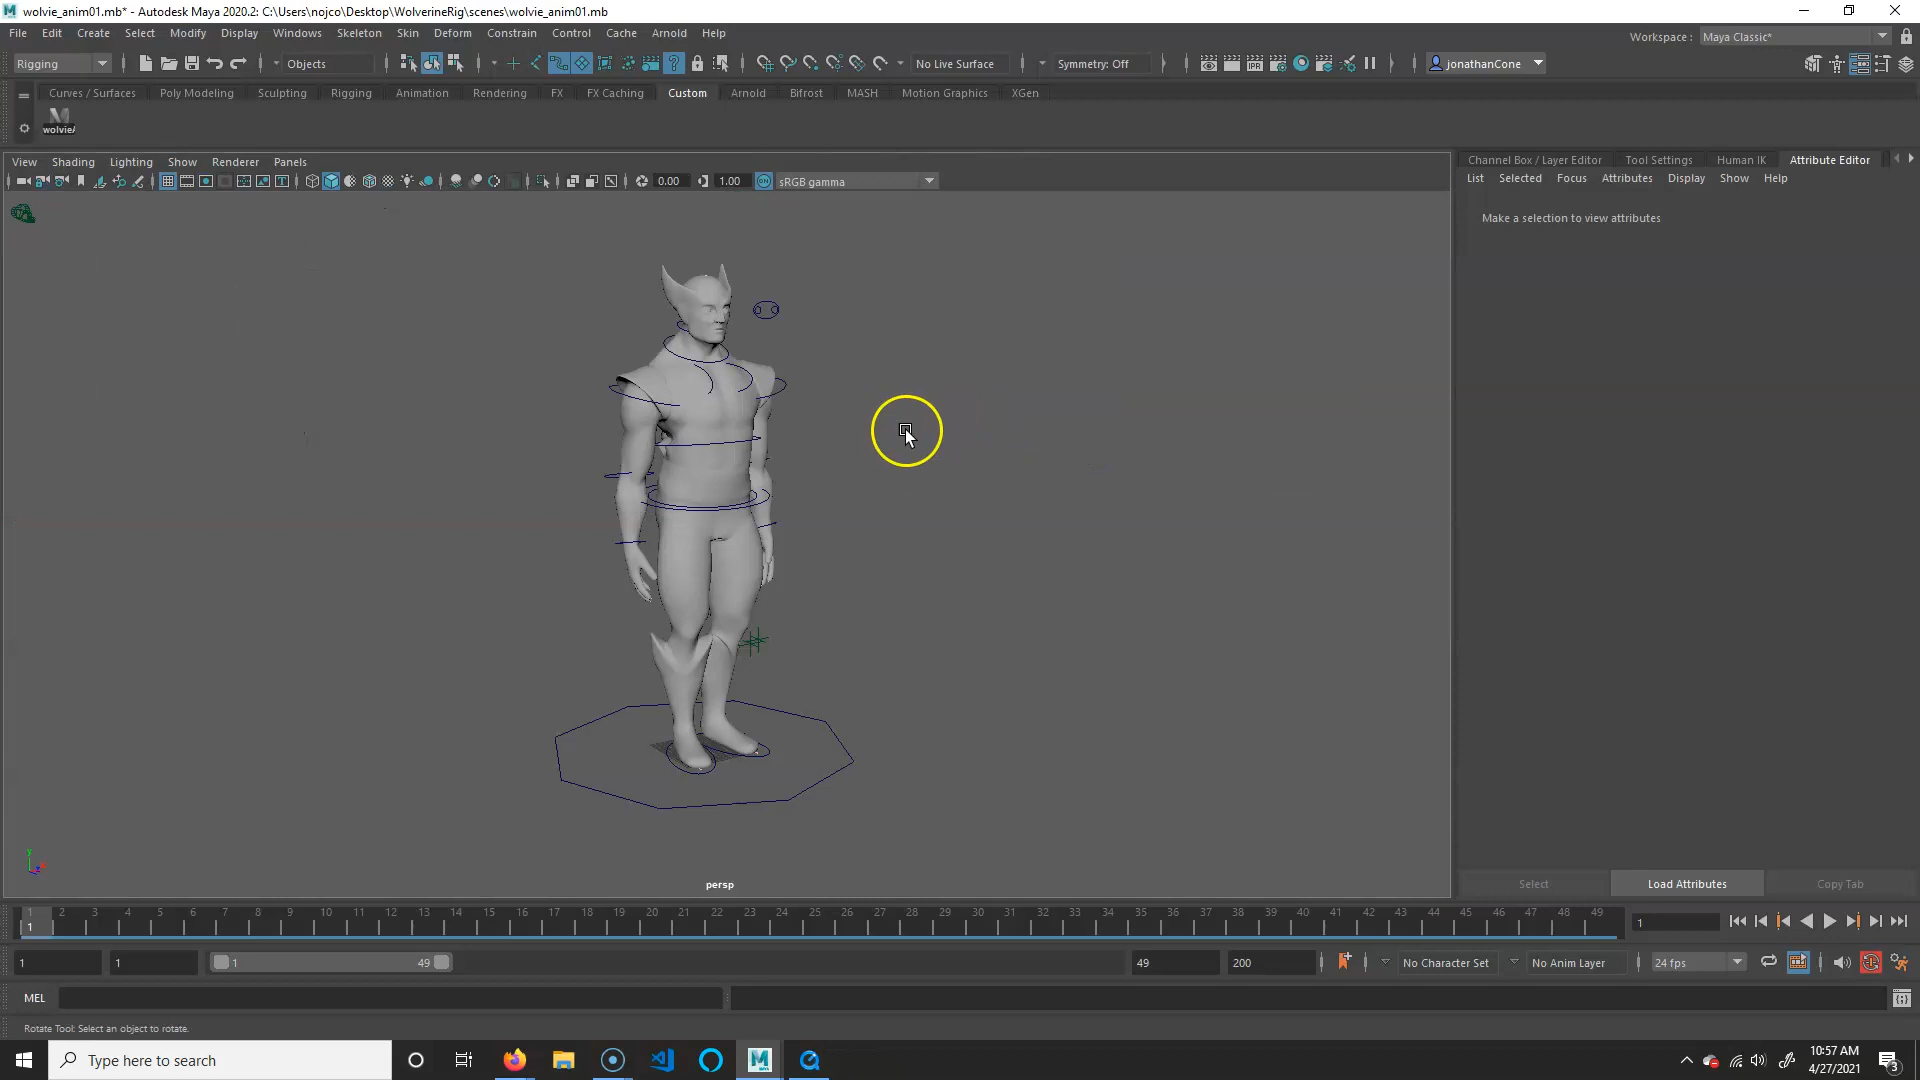 wolvie_anim01.mb* - Autodesk Maya 2020.2: C:\Users\nojco\Desktop\WolverineRig\scenes\wolvie_anim01.mb
File Edit Create Select Modify Display Windows Skeleton Skin Deform Constrain Control Cache Arnold Help
Workspace : Maya Classic*
Rigging Objects No Live Surface Symmetry: Off jonathanCone
Curves / Surfaces Poly Modeling Sculpting Rigging Animation Rendering FX FX Caching Custom Arnold Bifrost MASH Motion Graphics XGen
wolvie/
View Shading Lighting Show Renderer Panels
0.00 1.00 ON sRGB gamma
Channel Box / Layer Editor Tool Settings Human IK Attribute Editor
List Selected Focus Attributes Display Show Help
Make a selection to view attributes
y
persp
Select Load Attributes Copy Tab
1 2 3 4 5 6 7 8 9 10 11 12 13 14 15 16 17 18 19 20 21 22 23 24 25 26 27 28 29 30 31 32 33 34 35 36 37 38 39 40 41 42 43 44 45 46 47 48 49
1 1
1 1 1 49 49 200 No Character Set No Anim Layer 24 fps
MEL
Rotate Tool: Select an object to rotate.
Type here to search
10:57 AM
4/27/2021
3